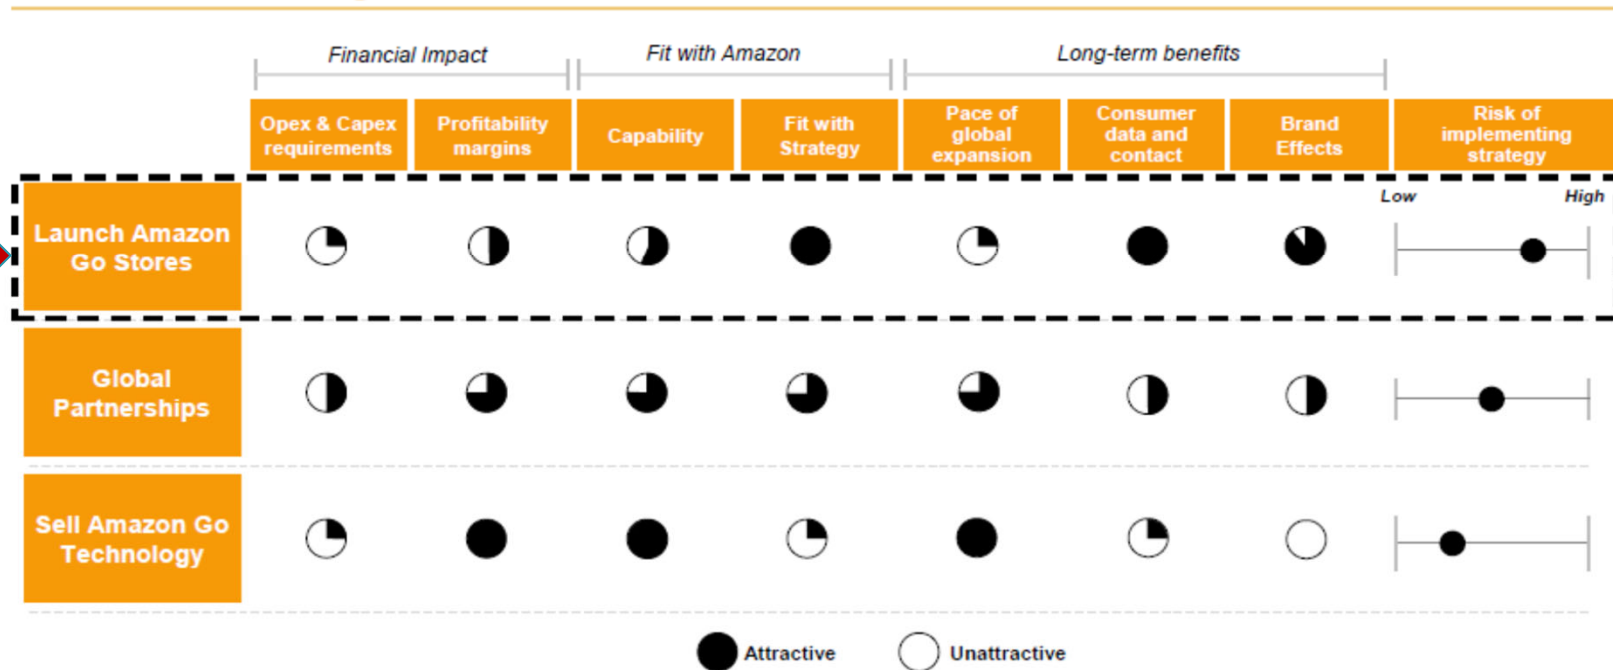 Financial Impact
Fit with Amazon
Long-term benefits
Opex & Capex
requirements
Profitability
margins
Capability
Fit with
Strategy
Pace of
global
expansion
Consumer
data and
contact
Brand
Effects
Risk of
implementing
strategy
Low
High
Launch Amazon
Go Stores
Global
Partnerships
Sell Amazon Go
Technology
Attractive
Unattractive